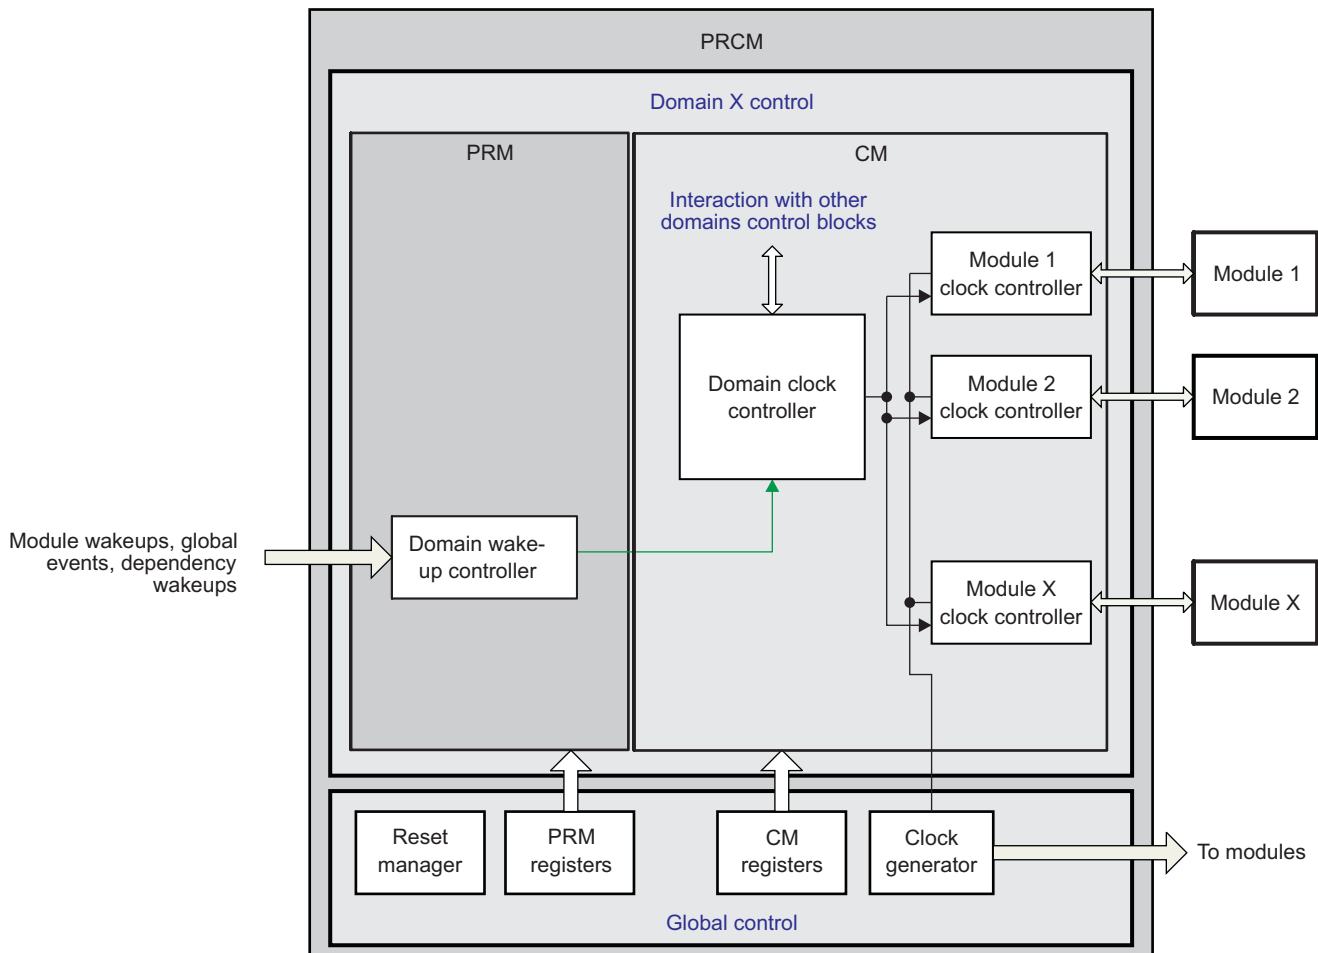 PRCM
Domain X control
PRM
CM
Interaction with other
domains control blocks
Module 1
clock controller
Module 1
Domain clock
controller
Module 2
clock controller
Module 2
Module wakeups, global
events, dependency
wakeups
Domain wake-
up controller
Module X
clock controller
Module X
Reset
manager
PRM
registers
CM
registers
Clock
generator
To modules
Global control